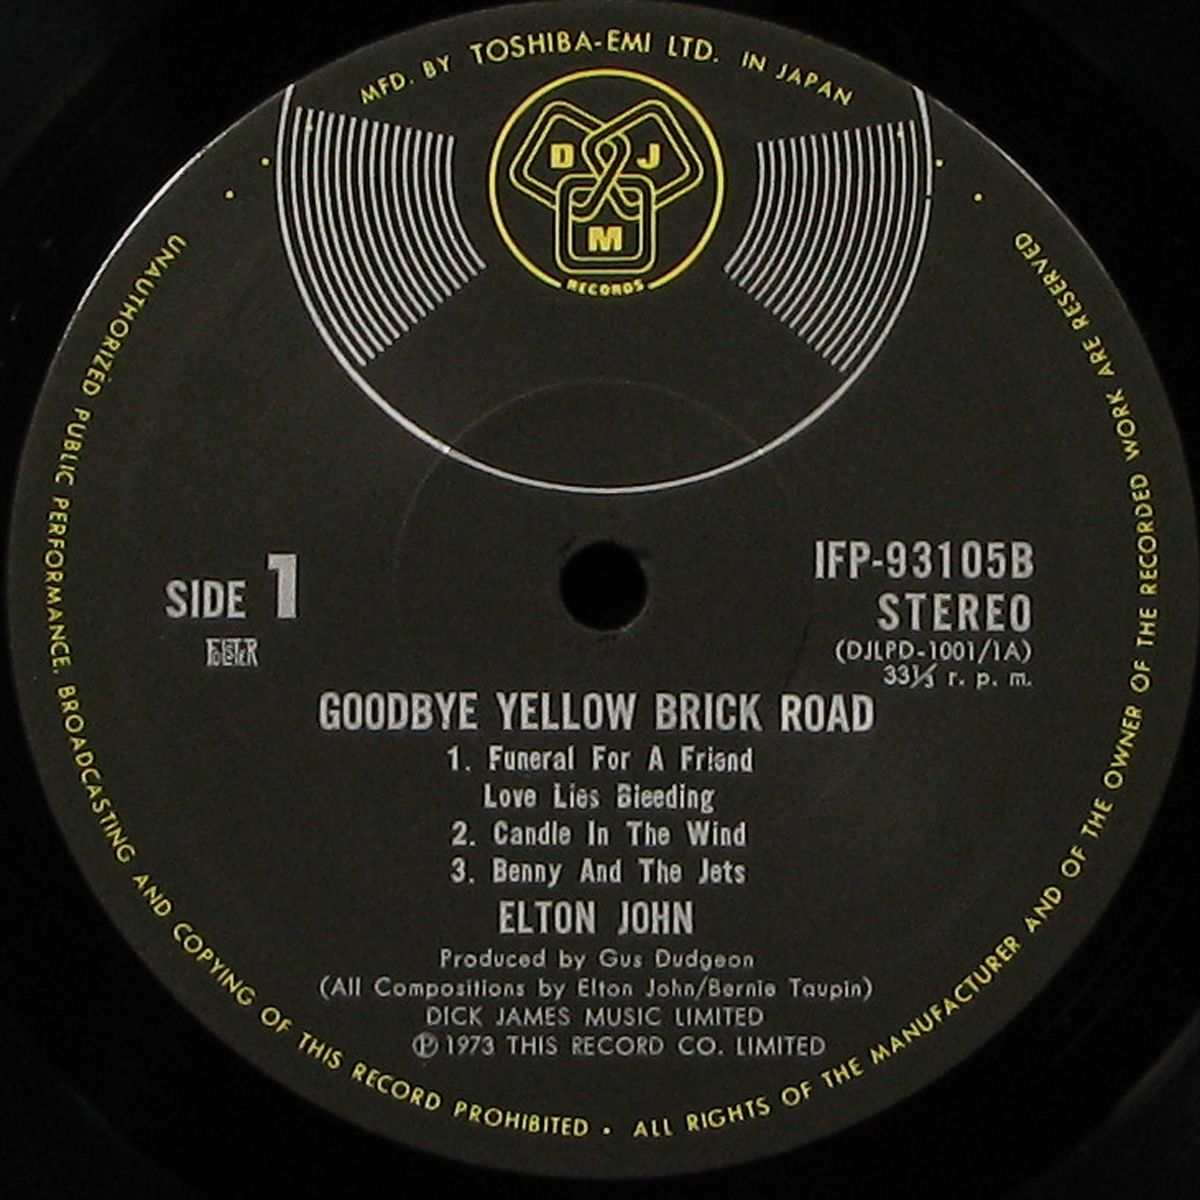 MFD. BY TOSHIBA-EMI LTD. IN JAPAN
D J
M
RECORDS
SIDE 1
IFP-93105B
STEREO
(DJLPD-1001/1A)
33⅓ r. p. m.
GOODBYE YELLOW BRICK ROAD
1. Funeral For A Friend
Love Lies Bleeding
2. Candle In The Wind
3. Benny And The Jets
ELTON JOHN
Produced by Gus Dudgeon
(All Compositions by Elton John/Bernie Taupin)
DICK JAMES MUSIC LIMITED
℗ 1973 THIS RECORD CO. LIMITED
UNAUTHORIZED PUBLIC PERFORMANCE, BROADCASTING AND COPYING OF THIS RECORD PROHIBITED • ALL RIGHTS OF THE MANUFACTURER AND OF THE OWNER OF THE RECORDED WORK ARE RESERVED